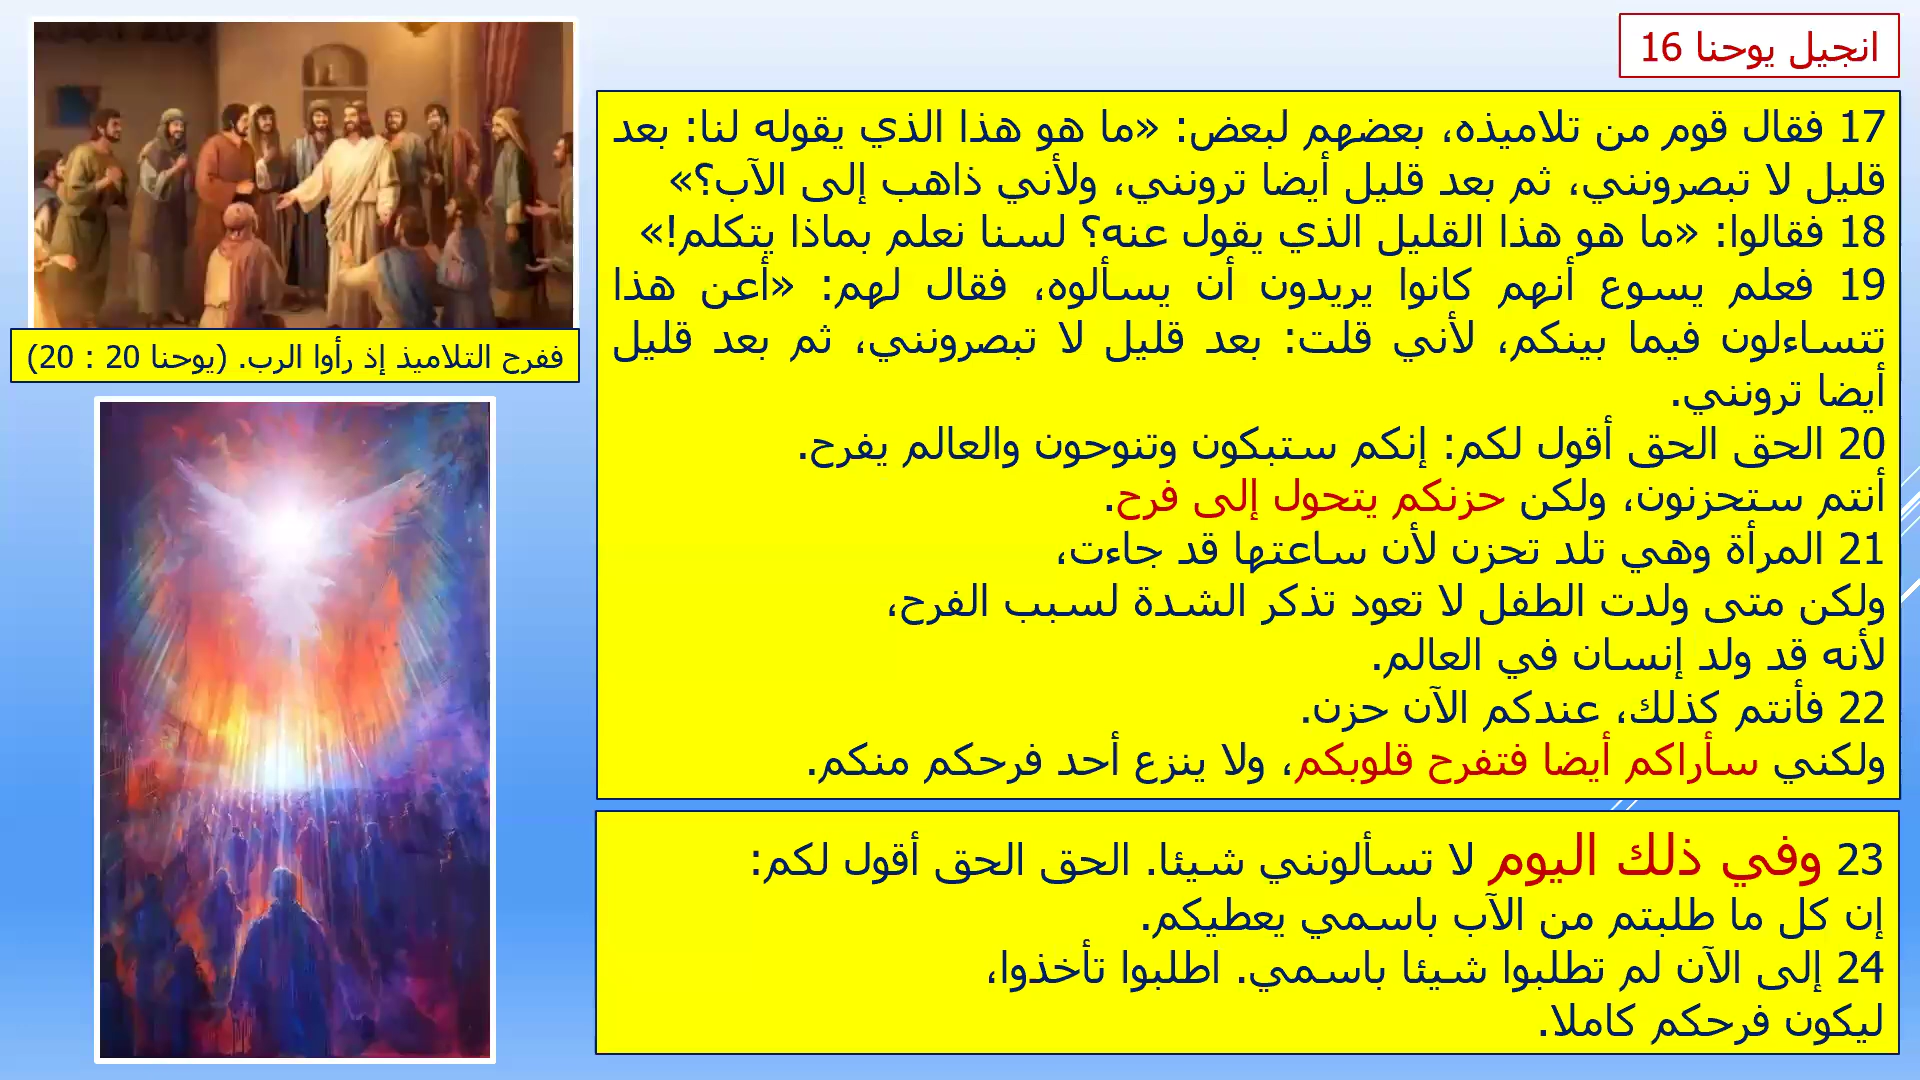 انجيل يوحنا 16
17 فقال قوم من تلاميذه، بعضهم لبعض: «ما هو هذا الذي يقوله لنا: بعد
قليل لا تبصرونني، ثم بعد قليل أيضا ترونني، ولأني ذاهب إلى الآب؟»
18 فقالوا: «ما هو هذا القليل الذي يقول عنه؟ لسنا نعلم بماذا يتكلم!»
19 فعلم يسوع أنهم كانوا يريدون أن يسألوه، فقال لهم: «أعن هذا
تتساءلون فيما بينكم، لأني قلت: بعد قليل لا تبصرونني، ثم بعد قليل
أيضا ترونني.
20 الحق الحق أقول لكم: إنكم ستبكون وتنوحون والعالم يفرح.
أنتم ستحزنون، ولكن حزنكم يتحول إلى فرح.
21 المرأة وهي تلد تحزن لأن ساعتها قد جاءت،
ولكن متى ولدت الطفل لا تعود تذكر الشدة لسبب الفرح،
لأنه قد ولد إنسان في العالم.
22 فأنتم كذلك، عندكم الآن حزن.
ولكني سأراكم أيضا فتفرح قلوبكم، ولا ينزع أحد فرحكم منكم.
23 وفي ذلك اليوم لا تسألونني شيئا. الحق الحق أقول لكم:
إن كل ما طلبتم من الآب باسمي يعطيكم.
24 إلى الآن لم تطلبوا شيئا باسمي. اطلبوا تأخذوا،
ليكون فرحكم كاملا.
ففرح التلاميذ إذ رأوا الرب. (يوحنا 20 : 20)